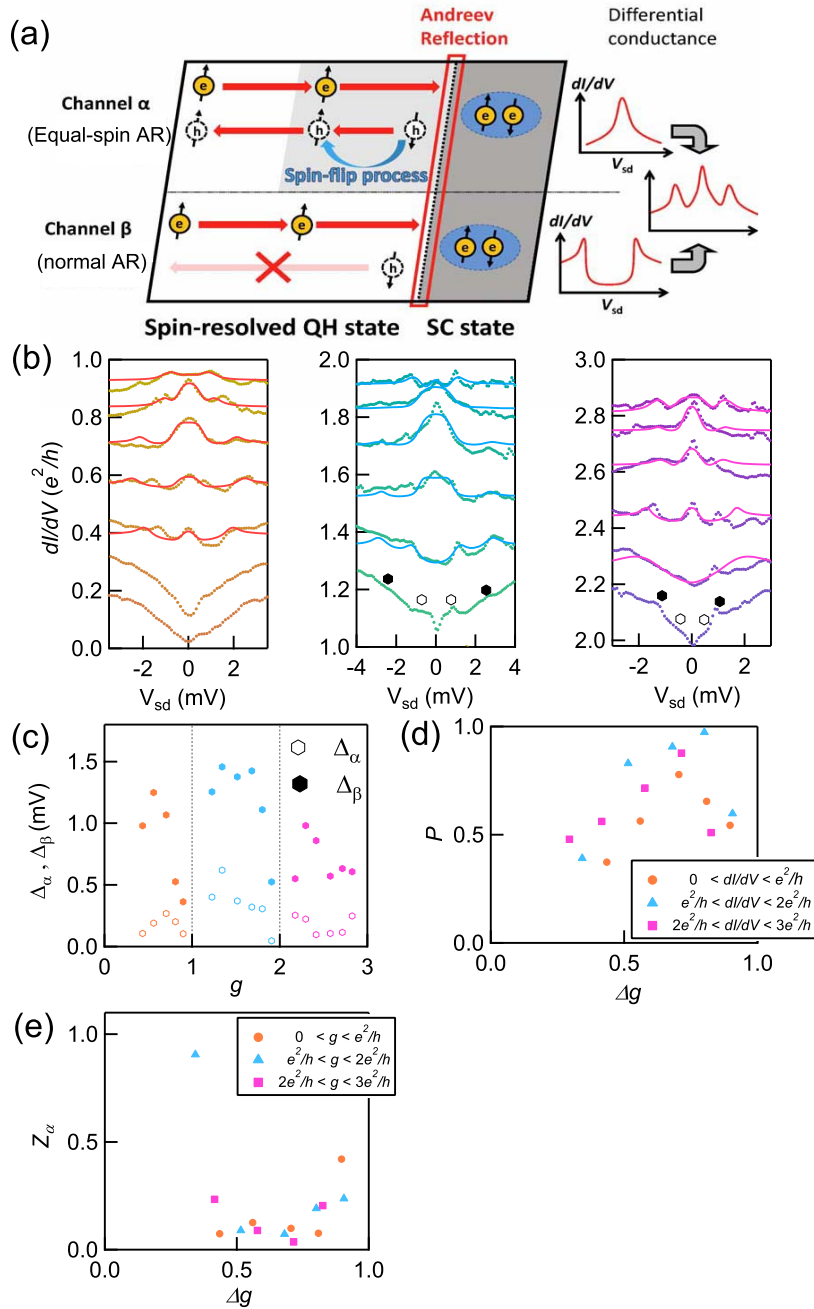 (a)
Andreev
Reflection
Differential
conductance
Channel α
(Equal-spin AR)
e
e
h
h
h
e
e
Spin-flip process
dI/dV
V_sd
Channel β
(normal AR)
e
e
h
e
e
dI/dV
V_sd
Spin-resolved QH state
SC state
(b)
dI/dV (e²/h)
1.0
0.8
0.6
0.4
0.2
0.0
-2
0
2
V_sd (mV)
2.0
1.8
1.6
1.4
1.2
1.0
-4
-2
0
2
4
V_sd (mV)
3.0
2.8
2.6
2.4
2.2
2.0
-2
0
2
V_sd (mV)
(c)
Δ_α , Δ_β (mV)
1.5
1.0
0.5
0.0
0
1
2
3
g
Δ_α
Δ_β
(d)
P
1.0
0.5
0.0
0.0
0.5
1.0
Δg
0 < dI/dV < e²/h
e²/h < dI/dV < 2e²/h
2e²/h < dI/dV < 3e²/h
(e)
Z_α
1.0
0.5
0.0
0.0
0.5
1.0
Δg
0 < g < e²/h
e²/h < g < 2e²/h
2e²/h < g < 3e²/h